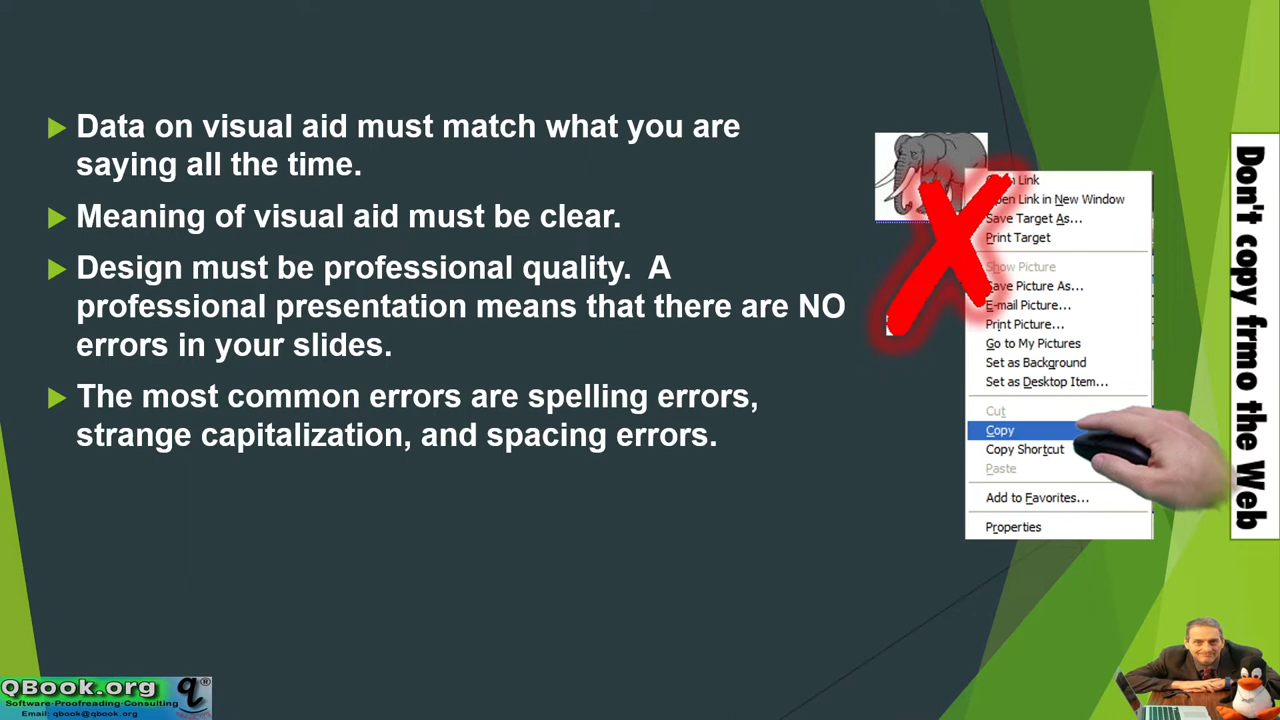 Data on visual aid must match what you are
saying all the time.
Meaning of visual aid must be clear.
Design must be professional quality.  A
professional presentation means that there are NO
errors in your slides.
The most common errors are spelling errors,
strange capitalization, and spacing errors.
Link
Open Link in New Window
Save Target As...
Print Target
Show Picture
Save Picture As...
E-mail Picture...
Print Picture...
Go to My Pictures
Set as Background
Set as Desktop Item...
Cut
Copy
Copy Shortcut
Paste
Add to Favorites...
Properties
Don't copy frmo the Web
QBook.org q®
Software·Proofreading·Consulting
Email: qbook@qbook.org